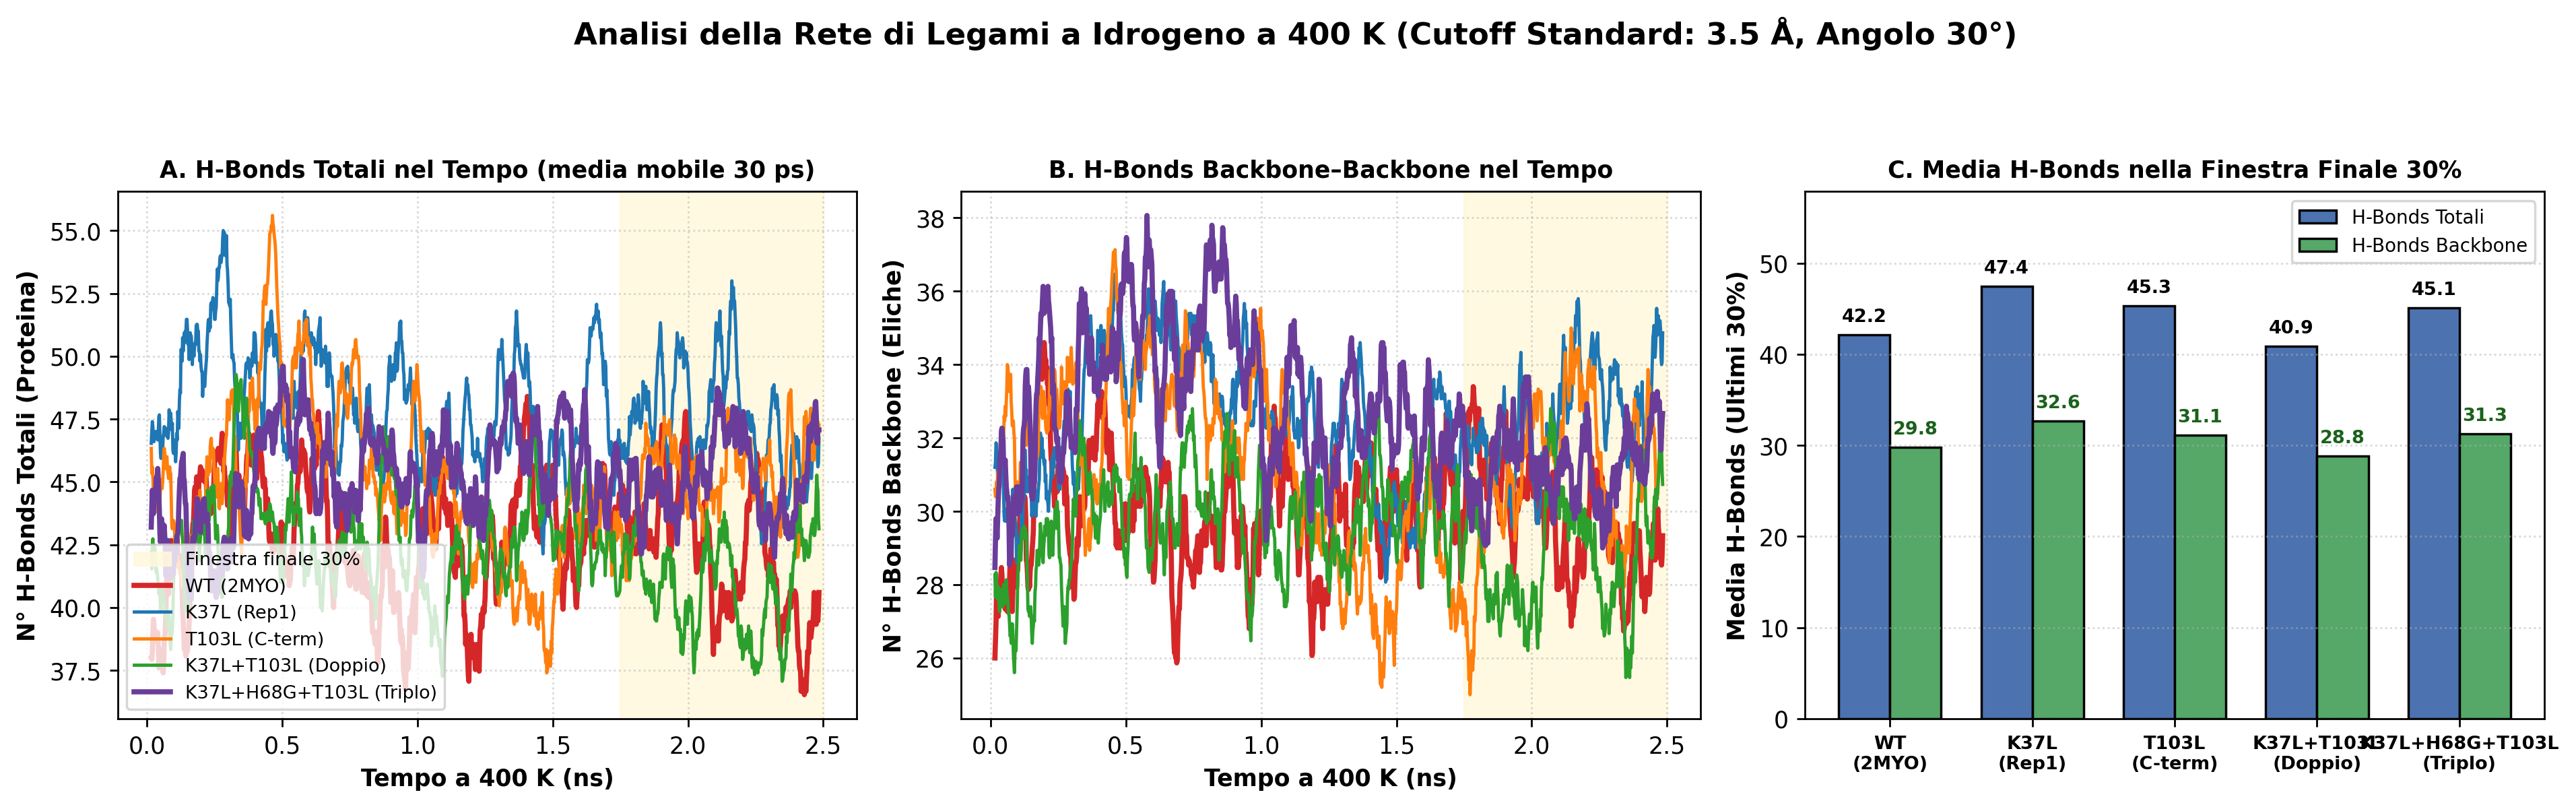 Analisi della Rete di Legami a Idrogeno a 400 K (Cutoff Standard: 3.5 Å, Angolo 30°)
A. H-Bonds Totali nel Tempo (media mobile 30 ps)
N° H-Bonds Totali (Proteina)
55.0
52.5
50.0
47.5
45.0
42.5
40.0
37.5
Finestra finale 30%
WT (2MYO)
K37L (Rep1)
T103L (C-term)
K37L+T103L (Doppio)
K37L+H68G+T103L (Triplo)
0.0 0.5 1.0 1.5 2.0 2.5
Tempo a 400 K (ns)
B. H-Bonds Backbone–Backbone nel Tempo
N° H-Bonds Backbone (Eliche)
38
36
34
32
30
28
26
0.0 0.5 1.0 1.5 2.0 2.5
Tempo a 400 K (ns)
C. Media H-Bonds nella Finestra Finale 30%
Media H-Bonds (Ultimi 30%)
H-Bonds Totali
H-Bonds Backbone
50
40
30
20
10
0
42.2 47.4 45.3 40.9 45.1
29.8 32.6 31.1 28.8 31.3
WT
(2MYO)
K37L
(Rep1)
T103L
(C-term)
K37L+T103L
(Doppio)
K37L+H68G+T103L
(Triplo)